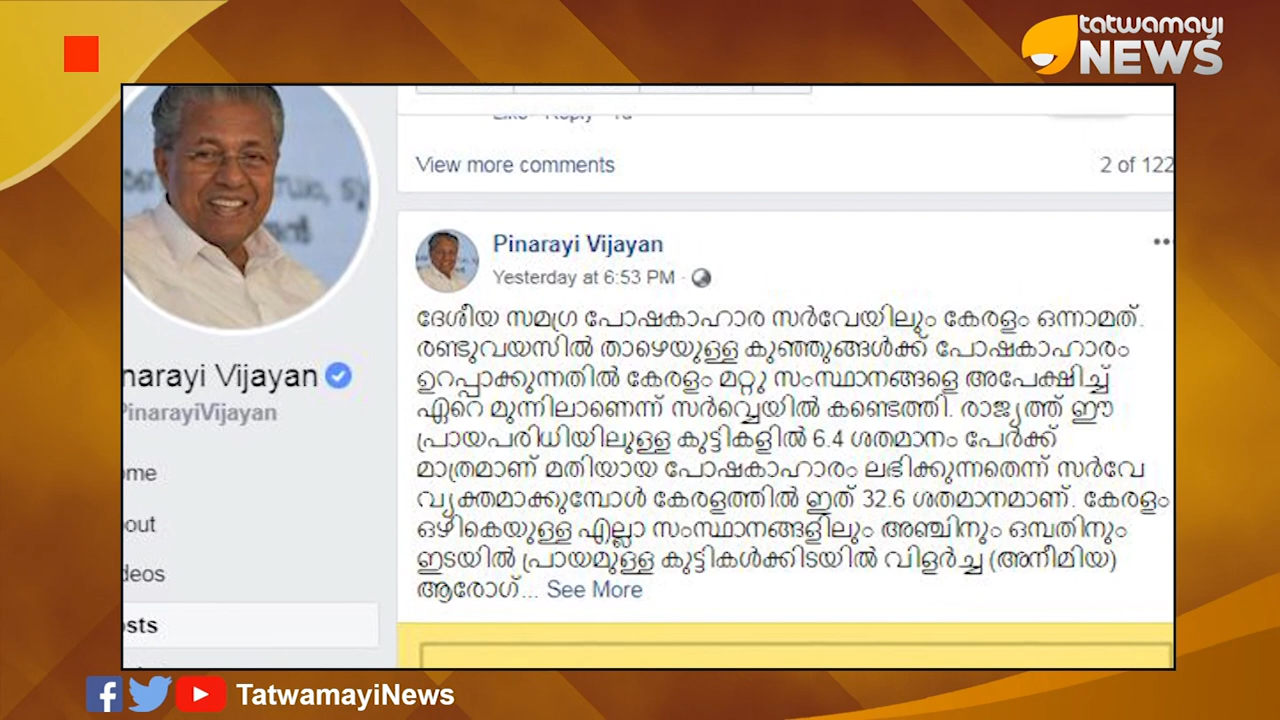 tatwamayi
NEWS
View more comments
2 of 122
Pinarayi Vijayan
Yesterday at 6:53 PM ·
ദേശീയ സമഗ്ര പോഷകാഹാര സർവേയിലും കേരളം ഒന്നാമത്.
രണ്ടുവയസിൽ താഴെയുള്ള കുഞ്ഞുങ്ങൾക്ക് പോഷകാഹാരം
ഉറപ്പാക്കുന്നതിൽ കേരളം മറ്റു സംസ്ഥാനങ്ങളെ അപേക്ഷിച്ച്
ഏറെ മുന്നിലാണെന്ന് സർവ്വെയിൽ കണ്ടെത്തി. രാജ്യത്ത് ഈ
പ്രായപരിധിയിലുള്ള കുട്ടികളിൽ 6.4 ശതമാനം പേർക്ക്
മാത്രമാണ് മതിയായ പോഷകാഹാരം ലഭിക്കുന്നതെന്ന് സർവേ
വ്യക്തമാക്കുമ്പോൾ കേരളത്തിൽ ഇത് 32.6 ശതമാനമാണ്. കേരളം
ഒഴികെയുള്ള എല്ലാ സംസ്ഥാനങ്ങളിലും അഞ്ചിനും ഒമ്പതിനും
ഇടയിൽ പ്രായമുള്ള കുട്ടികൾക്കിടയിൽ വിളർച്ച (അനീമിയ)
ആരോഗ്... See More
narayi Vijayan
PinarayiVijayan
ome
out
deos
osts
TatwamayiNews